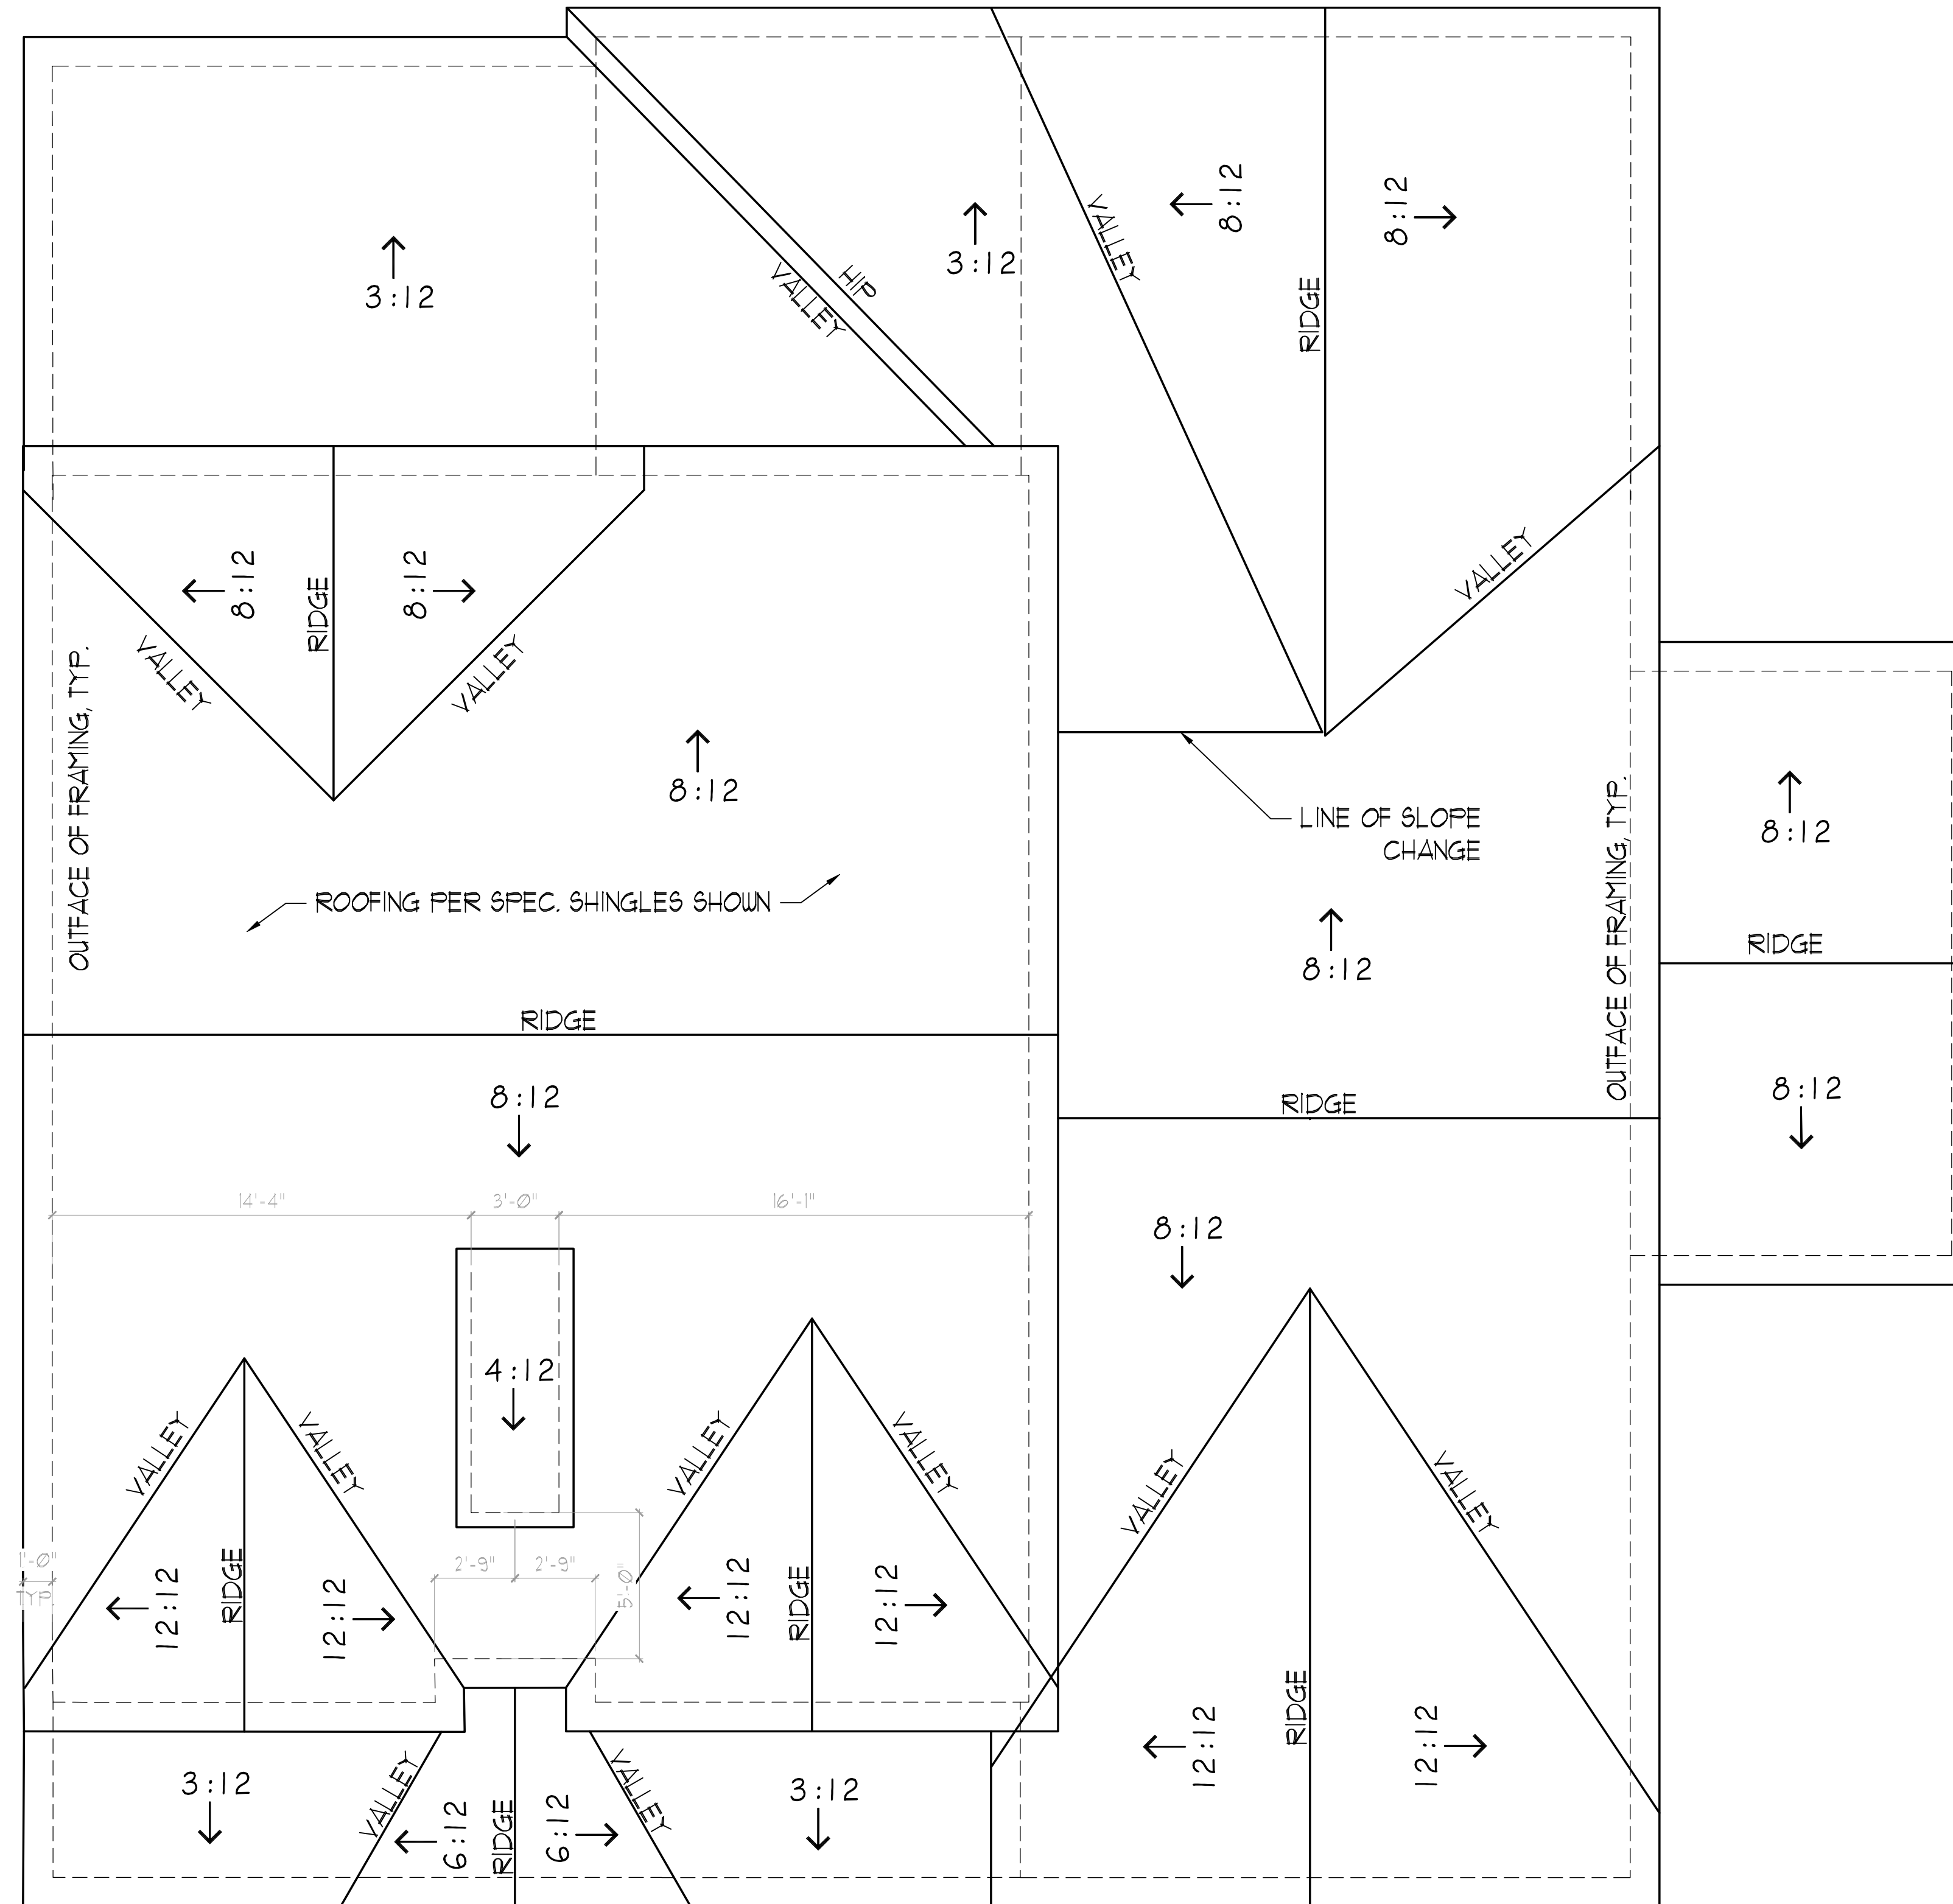 8:12
8:12
3:12
3:12
VALLEY
HIP
VALLEY
RIDGE
8:12
8:12
RIDGE
VALLEY
VALLEY
VALLEY
OUTFACE OF FRAMING, TYP.
8:12
LINE OF SLOPE
CHANGE
8:12
OUTFACE OF FRAMING, TYP.
ROOFING PER SPEC. SHINGLES SHOWN
RIDGE
8:12
RIDGE
8:12
RIDGE
8:12
8:12
14'-4"
3'-0"
16'-1"
8:12
4:12
VALLEY
VALLEY
VALLEY
VALLEY
VALLEY
VALLEY
1'-0"
TYP.
2'-9"
2'-9"
5'-0"
12:12
RIDGE
12:12
12:12
RIDGE
12:12
12:12
RIDGE
12:12
3:12
VALLEY
6:12
RIDGE
6:12
VALLEY
3:12